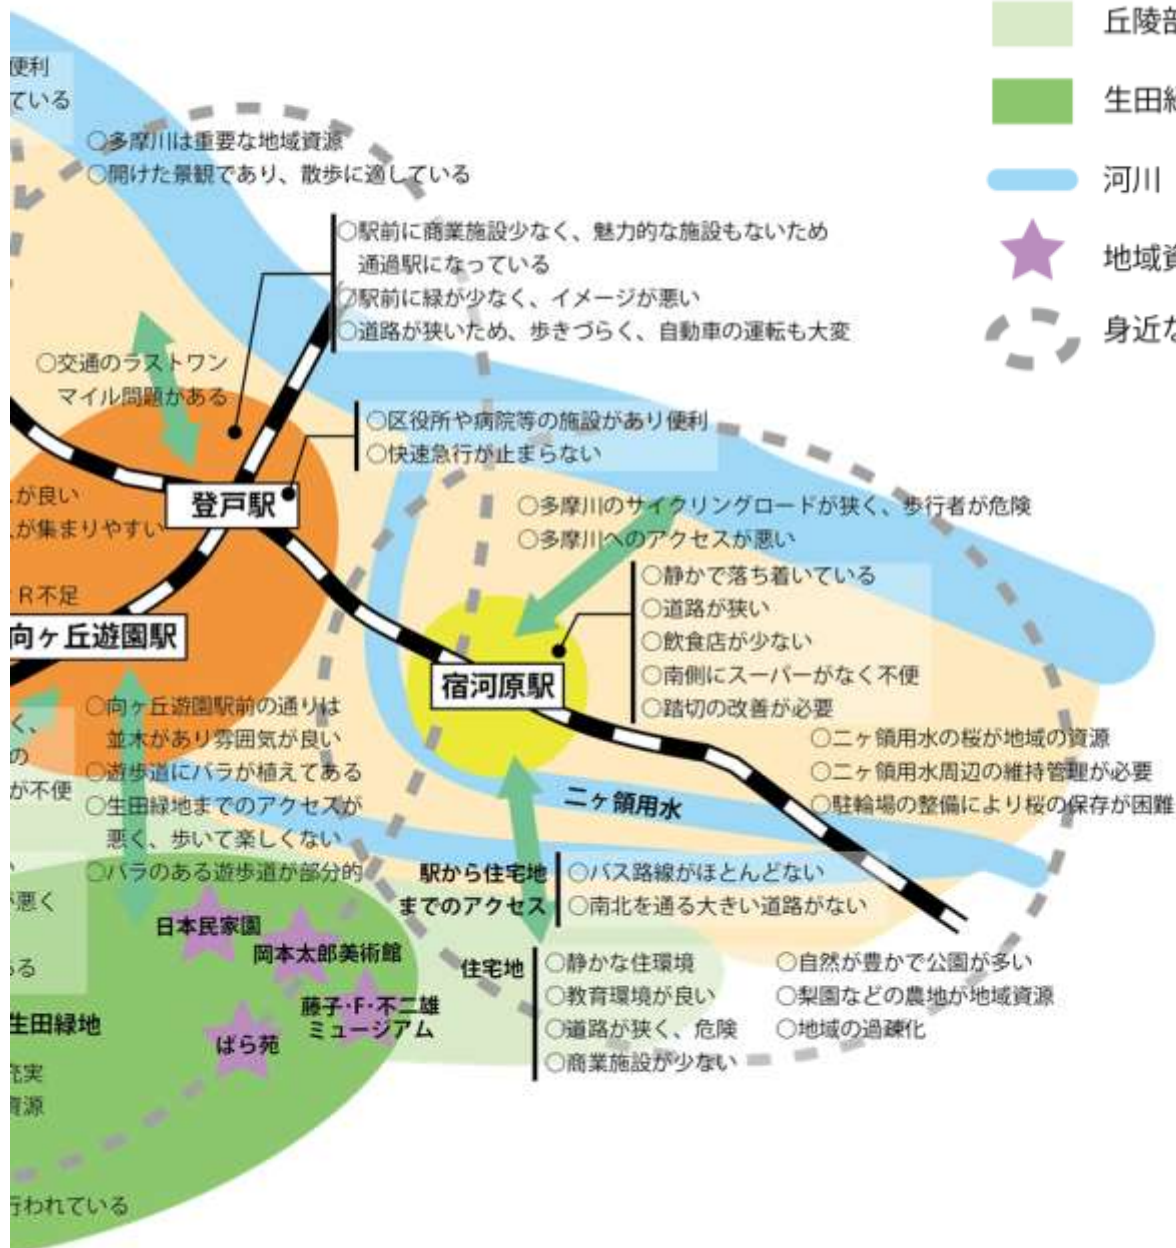 便利
ている
○多摩川は重要な地域資源
○開けた景観であり、散歩に適している
丘陵部
生田緑
河川
地域資
身近な
○駅前に商業施設少なく、魅力的な施設もないため
通過駅になっている
○駅前に緑が少なく、イメージが悪い
○道路が狭いため、歩きづらく、自動車の運転も大変
○交通のラストワン
マイル問題がある
○区役所や病院等の施設があり便利
○快速急行が止まらない
が良い
が集まりやすい
R不足
登戸駅
向ヶ丘遊園駅
○多摩川のサイクリングロードが狭く、歩行者が危険
○多摩川へのアクセスが悪い
○静かで落ち着いている
○道路が狭い
○飲食店が少ない
○南側にスーパーがなく不便
○踏切の改善が必要
宿河原駅
く、
の
が不便
○向ヶ丘遊園駅前の通りは
並木があり雰囲気が良い
○遊歩道にバラが植えてある
○生田緑地までのアクセスが
悪く、歩いて楽しくない
○バラのある遊歩道が部分的
○二ヶ領用水の桜が地域の資源
○二ヶ領用水周辺の維持管理が必要
○駐輪場の整備により桜の保存が困難
二ヶ領用水
駅から住宅地
までのアクセス
○バス路線がほとんどない
○南北を通る大きい道路がない
悪く
ある
日本民家園
岡本太郎美術館
藤子・F・不二雄
ミュージアム
ばら苑
生田緑地
充実
資源
行われている
住宅地
○静かな住環境
○教育環境が良い
○道路が狭く、危険
○商業施設が少ない
○自然が豊かで公園が多い
○梨園などの農地が地域資源
○地域の過疎化